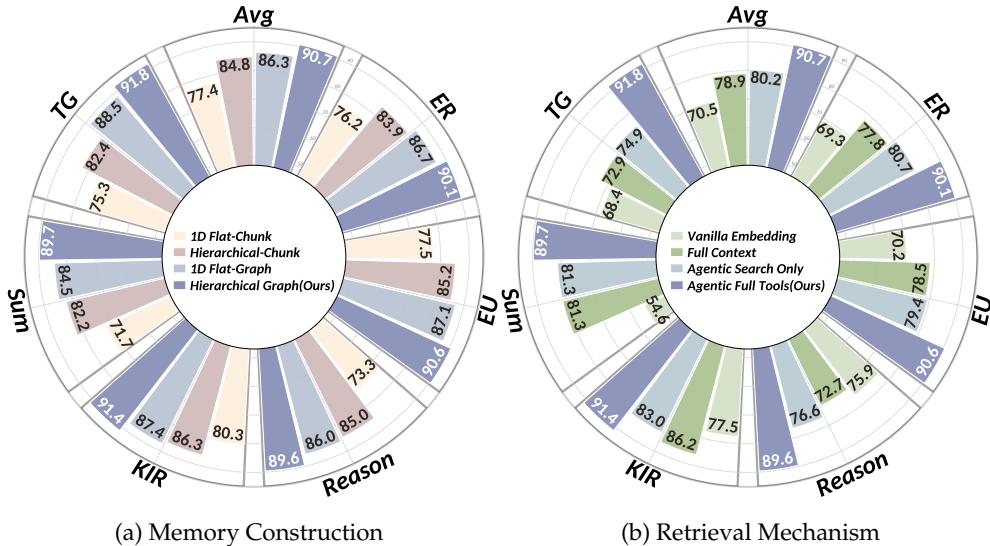 Avg
77.4
84.8
86.3
90.7
ER
76.2
83.9
86.7
90.1
EU
77.5
85.2
87.1
90.6
Reason
73.3
85.0
86.0
89.6
KIR
80.3
86.3
87.4
91.4
Sum
71.7
82.2
84.5
89.7
TG
75.3
82.4
88.5
91.8
1D Flat-Chunk
Hierarchical-Chunk
1D Flat-Graph
Hierarchical Graph(Ours)
(a) Memory Construction
Avg
70.5
78.9
80.2
90.7
ER
69.3
77.8
80.7
90.1
EU
70.2
78.5
79.4
90.6
Reason
75.9
72.7
76.6
89.6
KIR
77.5
86.2
83.0
91.4
Sum
54.6
81.3
81.3
89.7
TG
68.4
72.9
74.9
91.8
Vanilla Embedding
Full Context
Agentic Search Only
Agentic Full Tools(Ours)
(b) Retrieval Mechanism